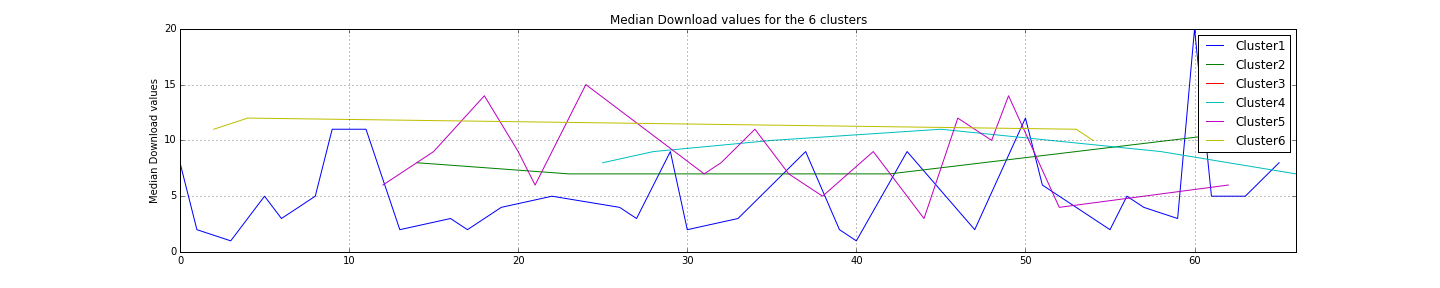 Median Download values for the 6 clusters
Median Download values
20
15
10
5
0
0 10 20 30 40 50 60
Cluster1
Cluster2
Cluster3
Cluster4
Cluster5
Cluster6